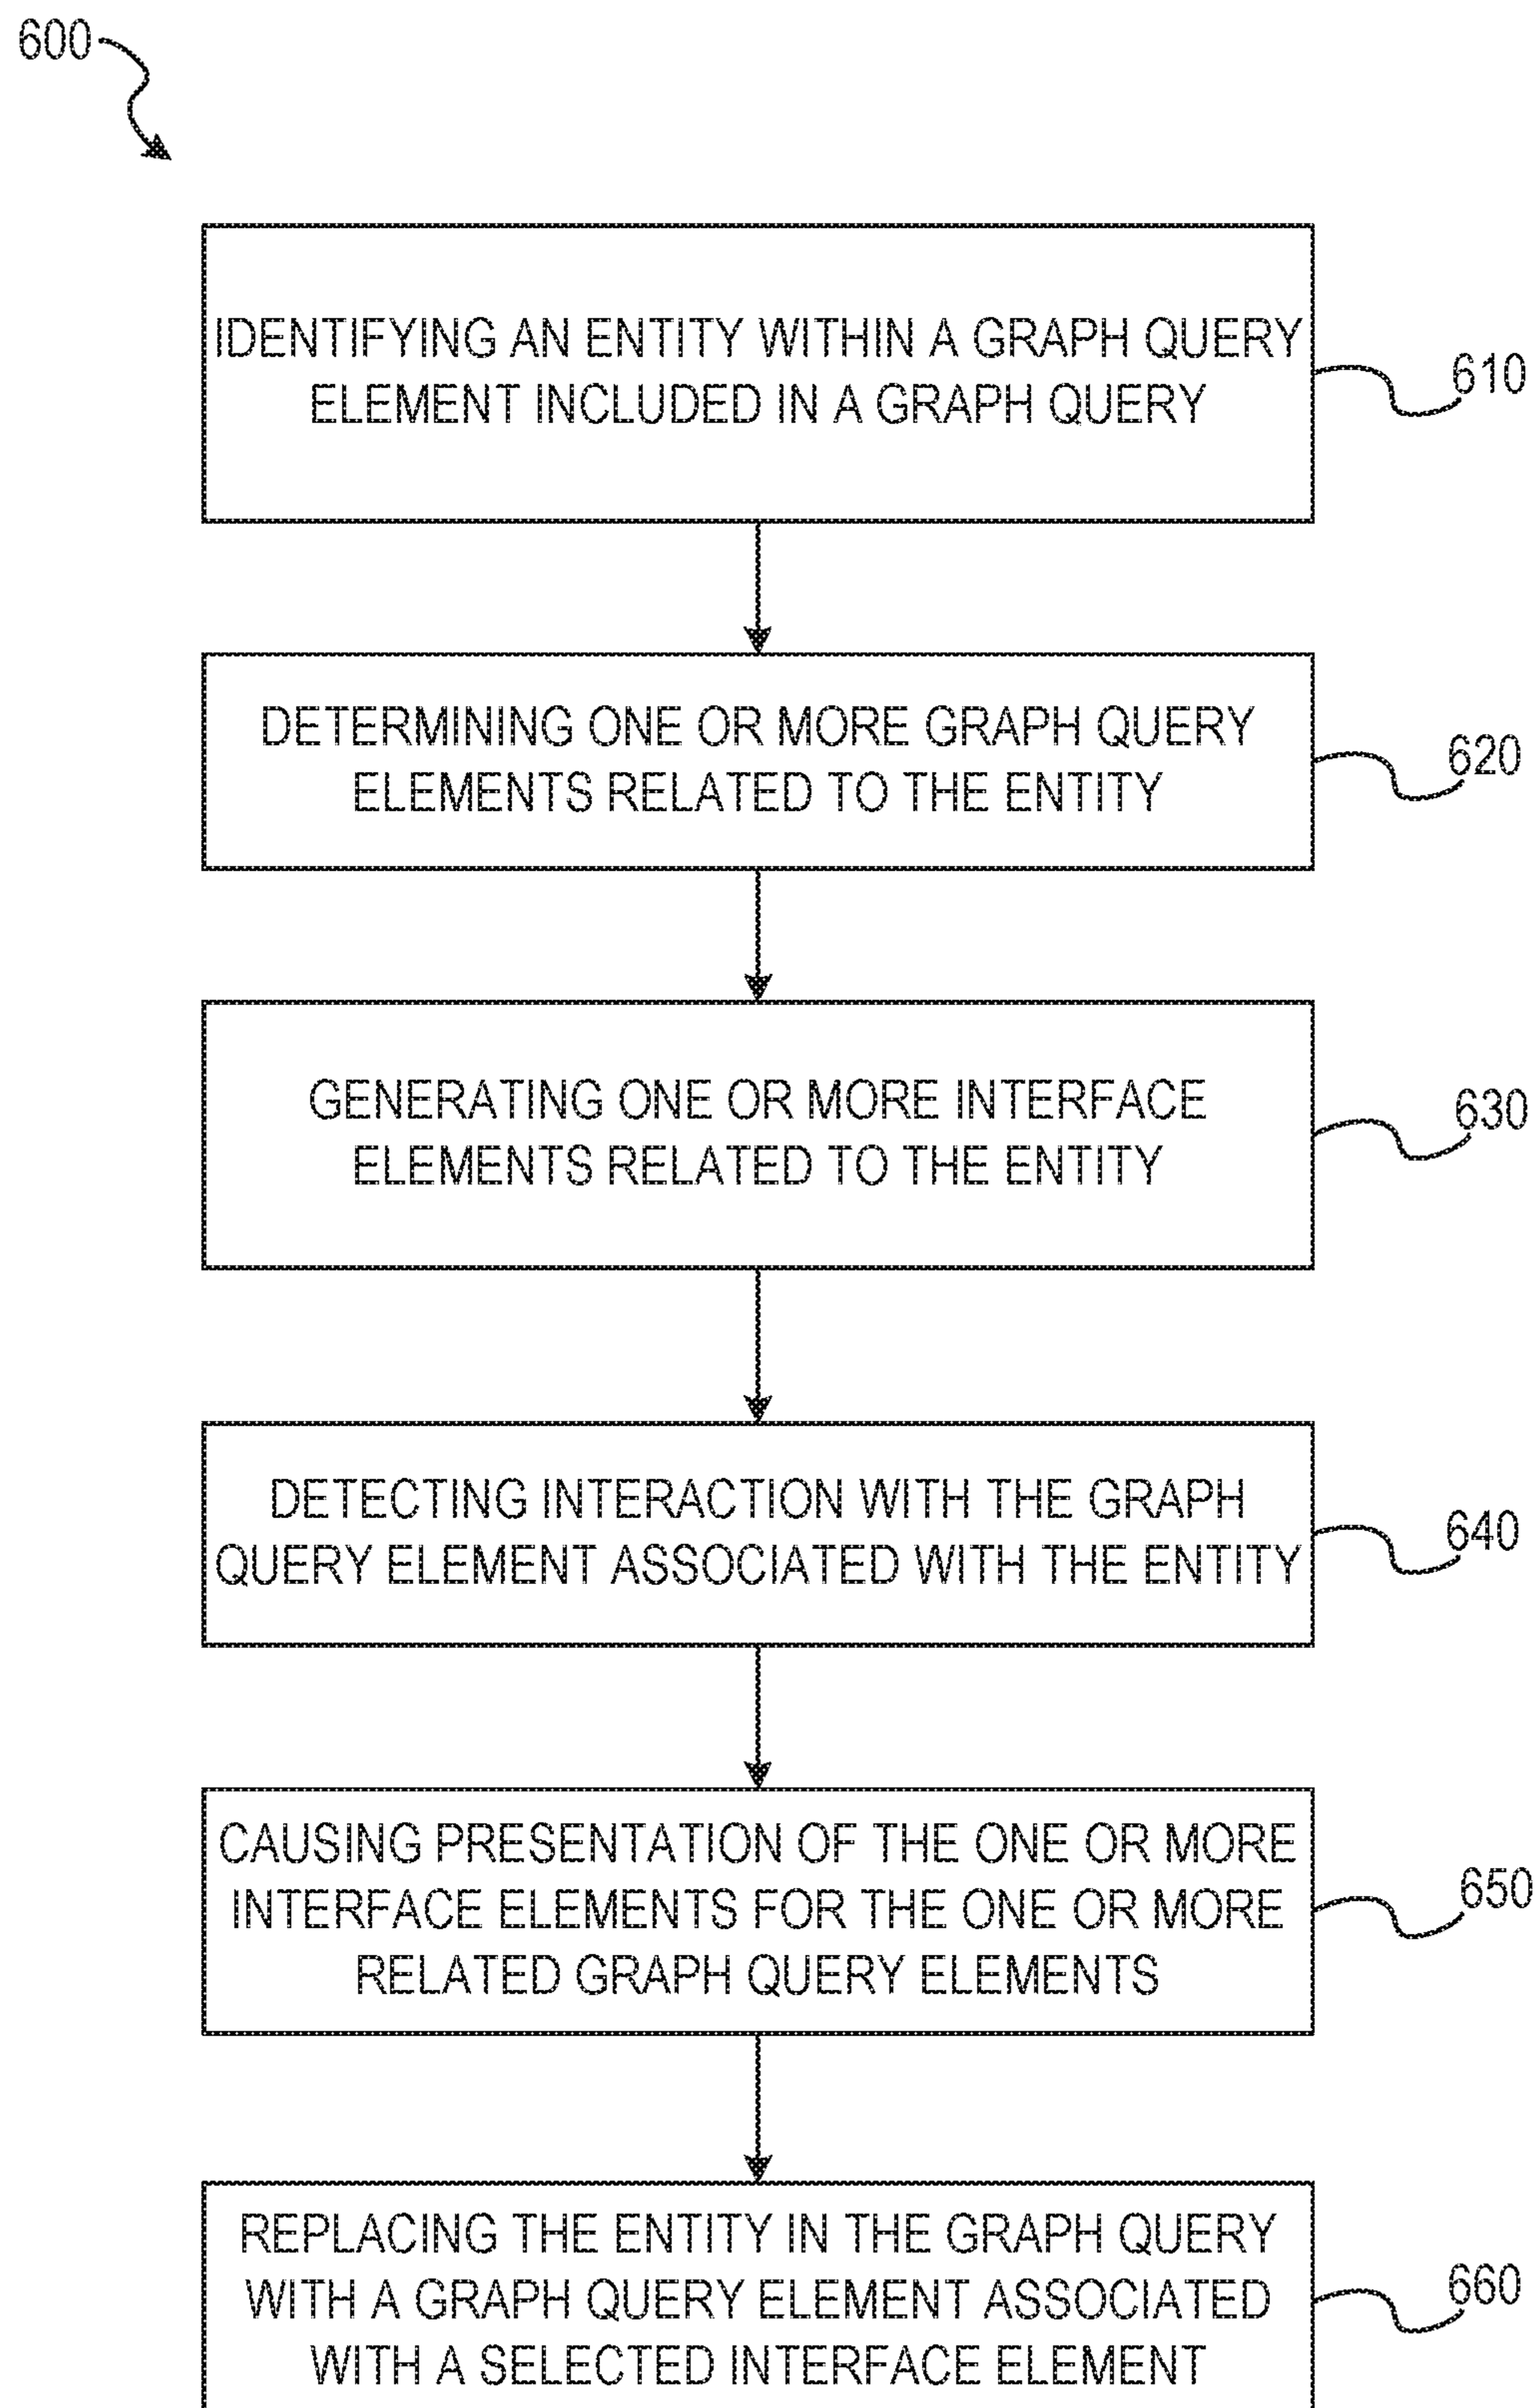 600
IDENTIFYING AN ENTITY WITHIN A GRAPH QUERY
ELEMENT INCLUDED IN A GRAPH QUERY
610
DETERMINING ONE OR MORE GRAPH QUERY
ELEMENTS RELATED TO THE ENTITY
620
GENERATING ONE OR MORE INTERFACE
ELEMENTS RELATED TO THE ENTITY
630
DETECTING INTERACTION WITH THE GRAPH
QUERY ELEMENT ASSOCIATED WITH THE ENTITY
640
CAUSING PRESENTATION OF THE ONE OR MORE
INTERFACE ELEMENTS FOR THE ONE OR MORE
RELATED GRAPH QUERY ELEMENTS
650
REPLACING THE ENTITY IN THE GRAPH QUERY
WITH A GRAPH QUERY ELEMENT ASSOCIATED
WITH A SELECTED INTERFACE ELEMENT
660